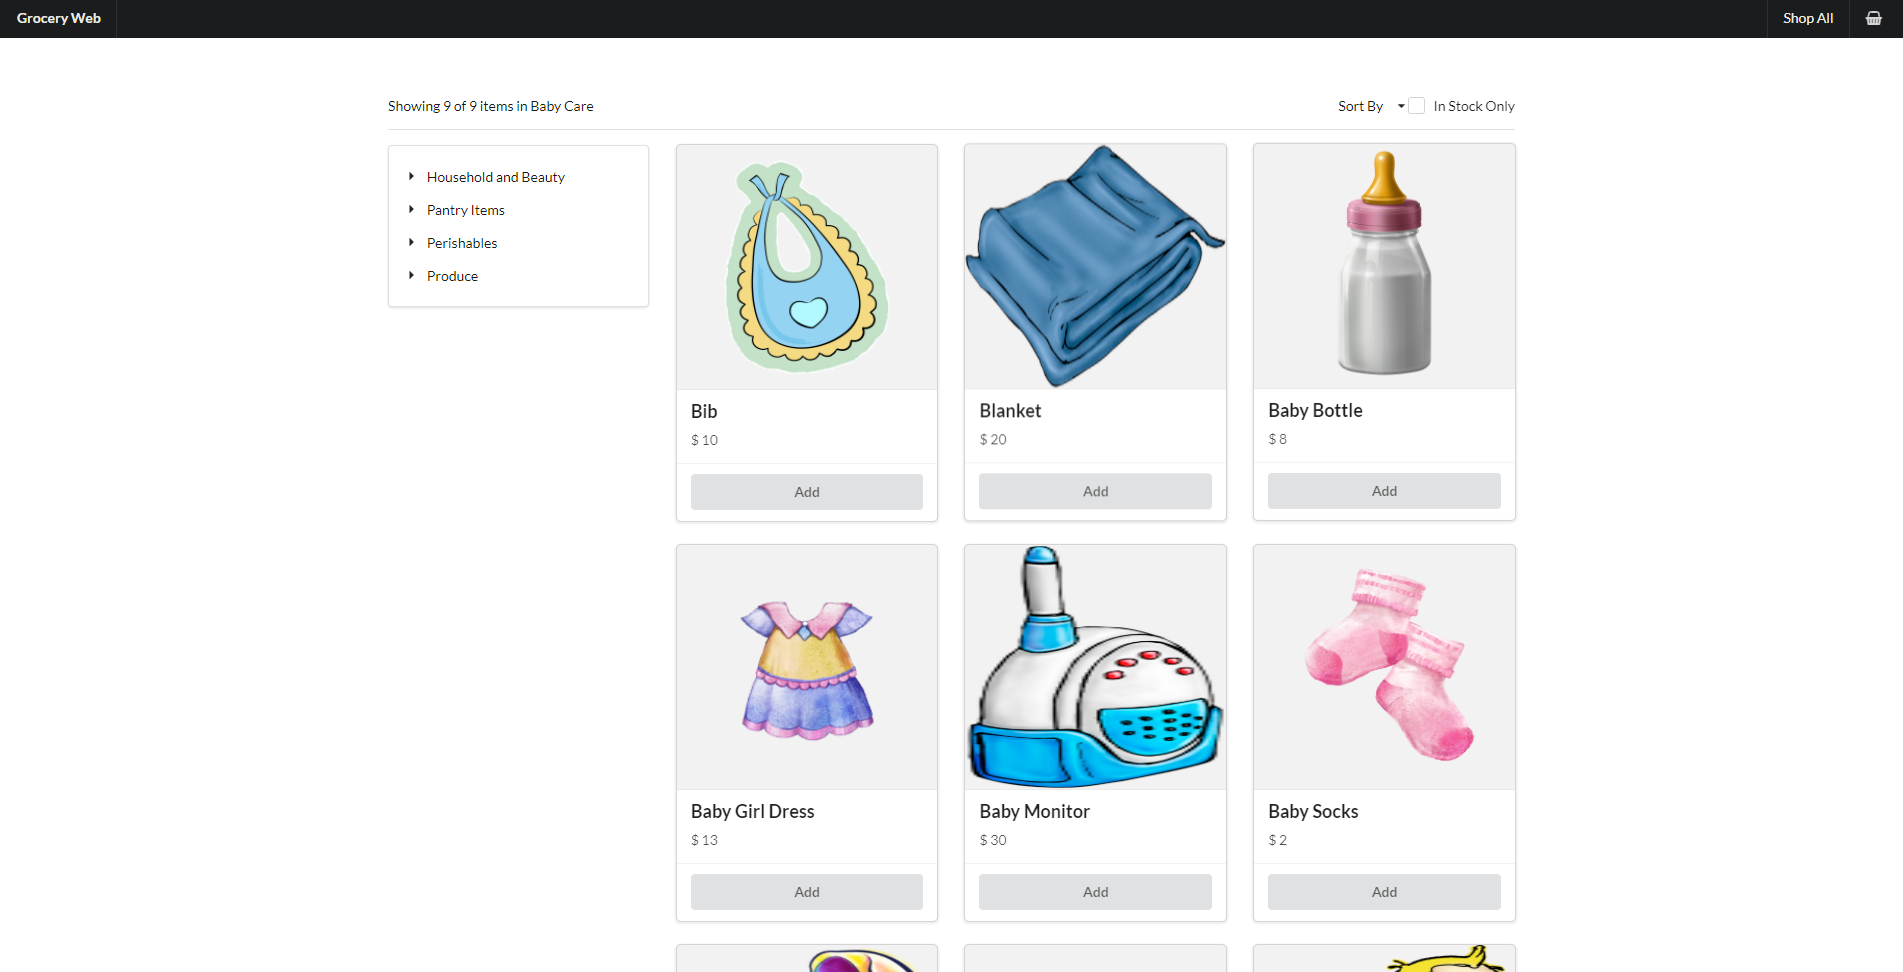 Grocery Web
Shop All
Showing 9 of 9 items in Baby Care
Sort By
In Stock Only
Household and Beauty
Pantry Items
Perishables
Produce
Bib
$ 10
Add
Blanket
$ 20
Add
Baby Bottle
$ 8
Add
Baby Girl Dress
$ 13
Add
Baby Monitor
$ 30
Add
Baby Socks
$ 2
Add